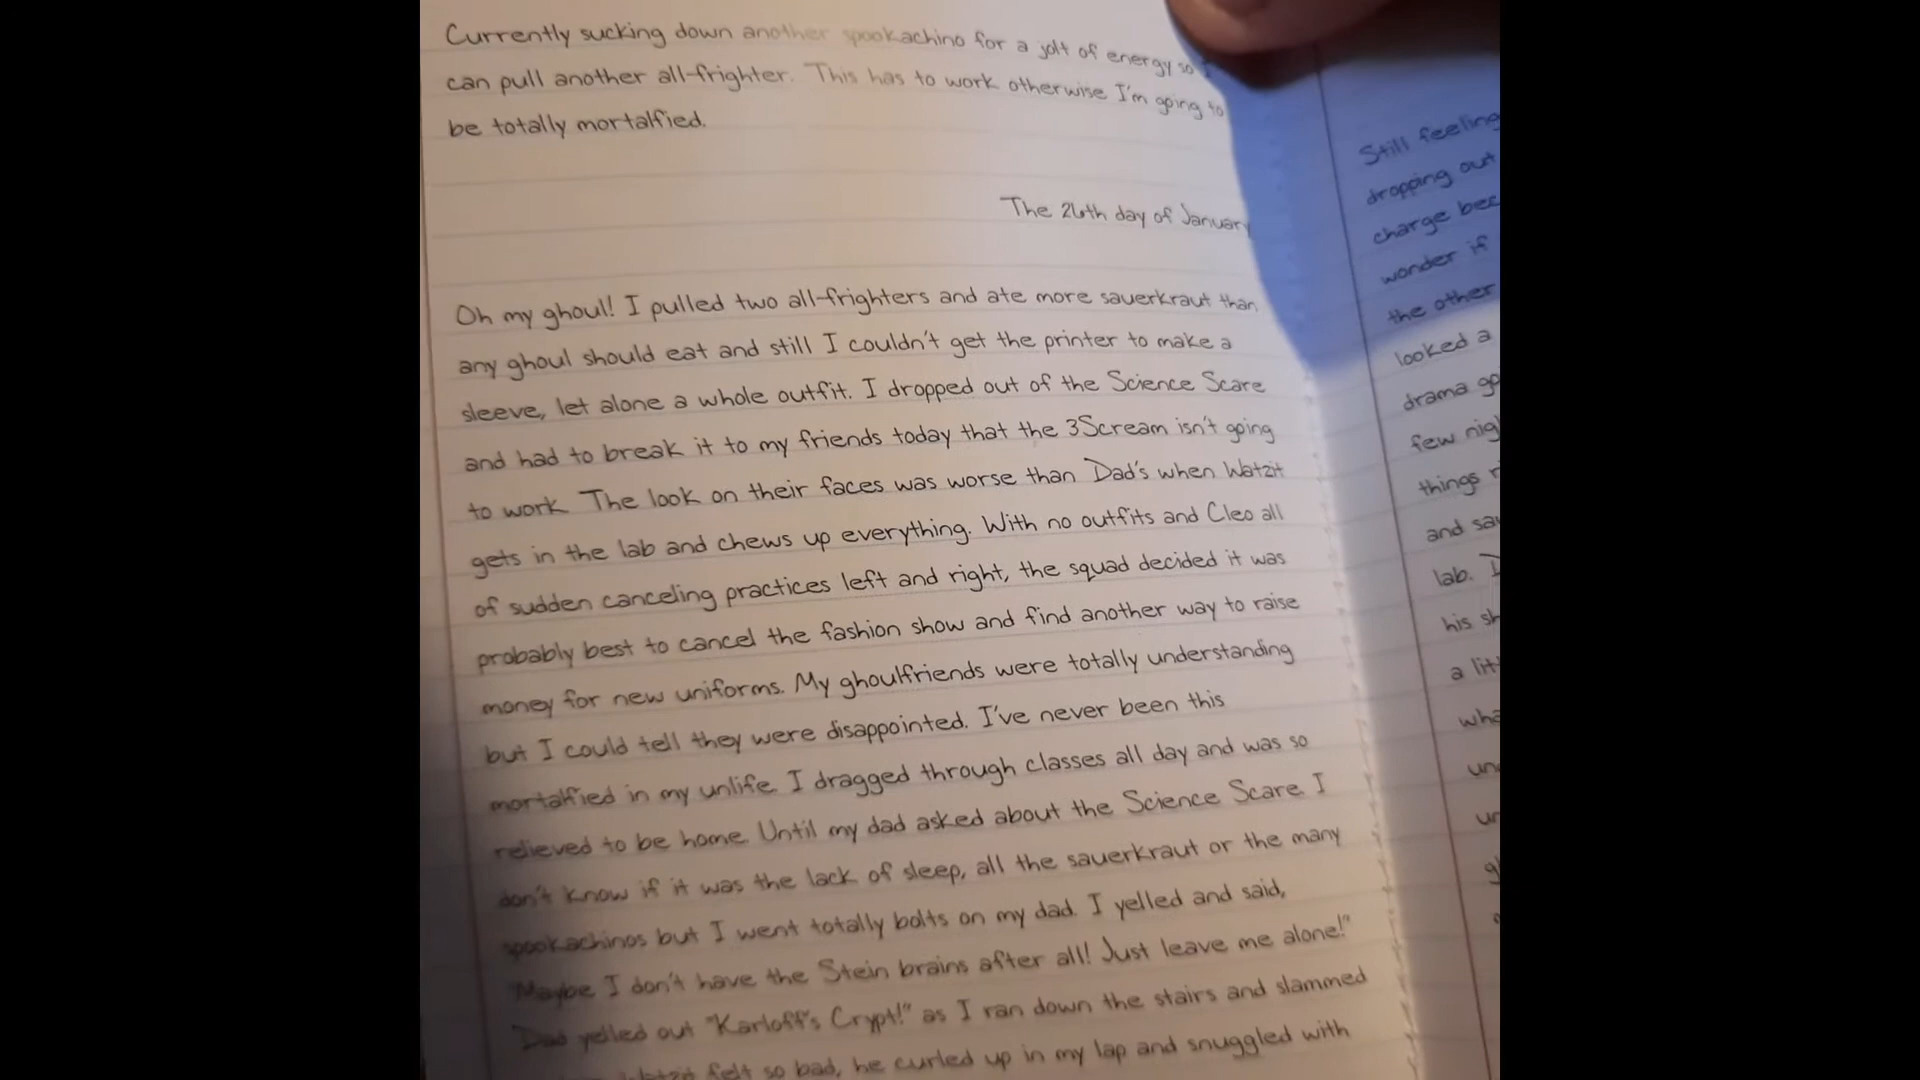 Currently sucking down another spookachino for a jolt of energy so I
can pull another all-frighter. This has to work otherwise I'm going to
be totally mortalfied.
The 26th day of January
Oh my ghoul! I pulled two all-frighters and ate more sauerkraut than
any ghoul should eat and still I couldn't get the printer to make a
sleeve, let alone a whole outfit. I dropped out of the Science Scare
and had to break it to my friends today that the 3Scream isn't going
to work. The look on their faces was worse than Dad's when Watzit
gets in the lab and chews up everything. With no outfits and Cleo all
of sudden canceling practices left and right, the squad decided it was
probably best to cancel the fashion show and find another way to raise
money for new uniforms. My ghoulfriends were totally understanding
but I could tell they were disappointed. I've never been this
mortalfied in my unlife. I dragged through classes all day and was so
relieved to be home. Until my dad asked about the Science Scare. I
don't know if it was the lack of sleep, all the sauerkraut or the many
spookachinos but I went totally bolts on my dad. I yelled and said,
"Maybe I don't have the Stein brains after all! Just leave me alone!"
Dad yelled out "Karloff's Crypt!" as I ran down the stairs and slammed
Watzit felt so bad, he curled up in my lap and snuggled with
Still feeling
dropping out
charge bec
wonder if
the other
looked a
drama go
few nig
things r
and sav
lab.
his sh
a lit
wha
un